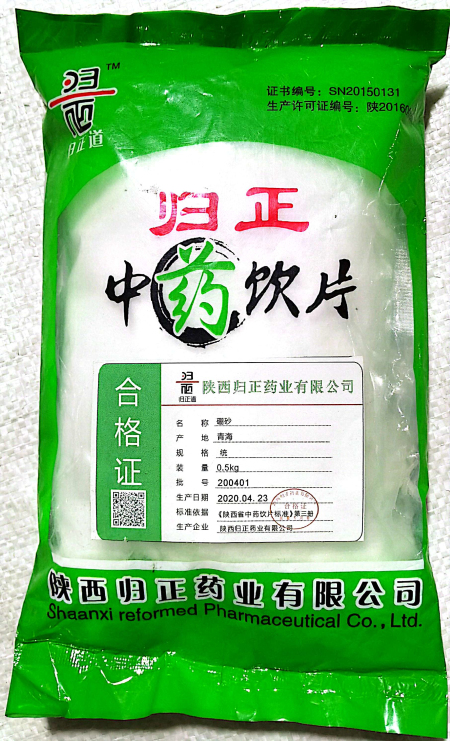 归正道
TM
证书编号：SN20150131
生产许可证编号：陕2016
归正
中药饮片
合格证
归正道
陕西归正药业有限公司
名 称 硼砂
产 地 青海
规 格 统
装 量 0.5kg
批 号 200401
生产日期 2020.04.23
标准依据 《陕西省中药饮片标准》第三册
生产企业 陕西归正药业有限公司
合格证
陕西归正药业有限公司
Shaanxi reformed Pharmaceutical Co., Ltd.